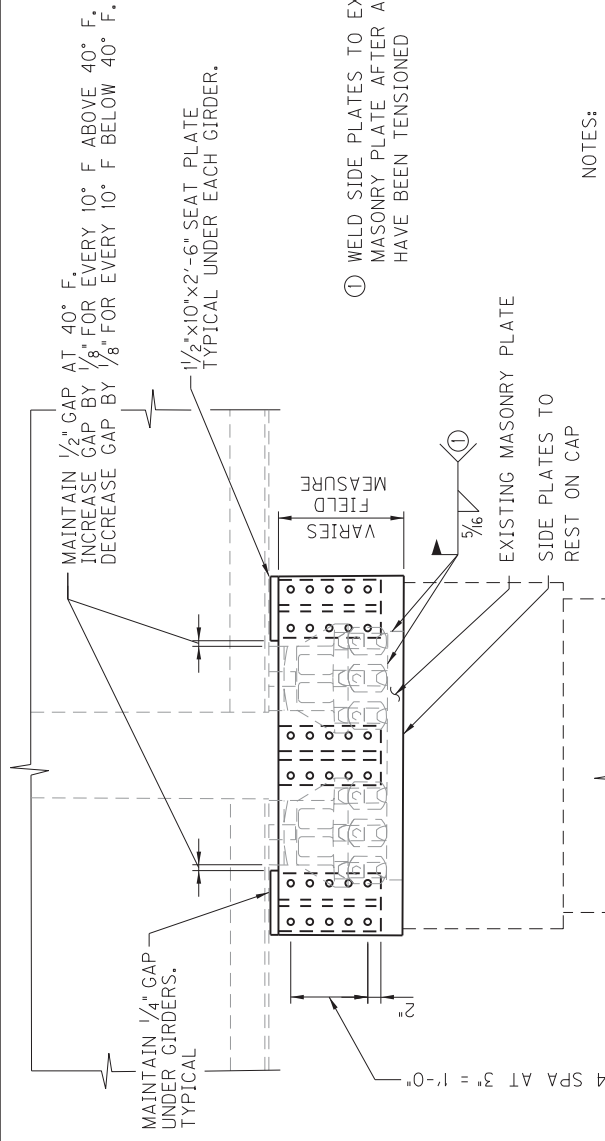 MAINTAIN 1/2" GAP AT 40° F.
INCREASE GAP BY 1/8" FOR EVERY 10° F ABOVE 40° F.
DECREASE GAP BY 1/8" FOR EVERY 10° F BELOW 40° F.
1 1/2"x10"x2'-6" SEAT PLATE
TYPICAL UNDER EACH GIRDER.
MAINTAIN 1/4" GAP
UNDER GIRDERS.
TYPICAL
VARIES
FIELD
MEASURE
① WELD SIDE PLATES TO EX
MASONRY PLATE AFTER A
HAVE BEEN TENSIONED
5/16
①
EXISTING MASONRY PLATE
SIDE PLATES TO
REST ON CAP
2"
4 SPA AT 3" = 1'-0"
NOTES: